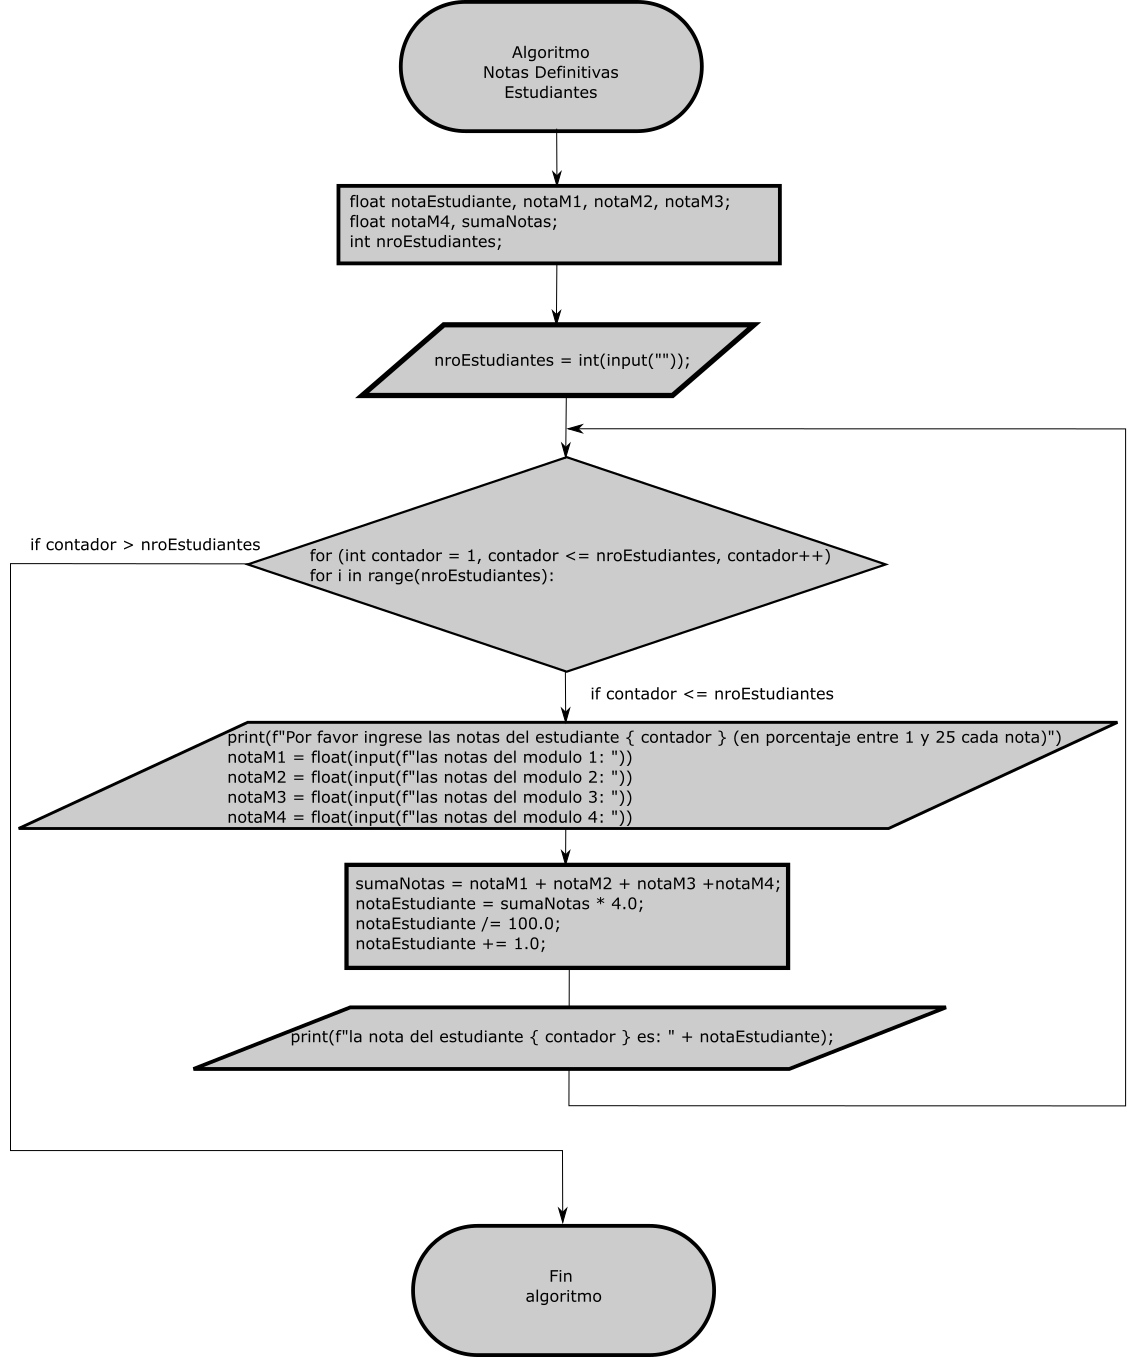 Algoritmo
Notas Definitivas
Estudiantes
float notaEstudiante, notaM1, notaM2, notaM3;
float notaM4, sumaNotas;
int nroEstudiantes;
nroEstudiantes = int(input(""));
if contador > nroEstudiantes
for (int contador = 1, contador <= nroEstudiantes, contador++)
for i in range(nroEstudiantes):
if contador <= nroEstudiantes
print(f"Por favor ingrese las notas del estudiante { contador } (en porcentaje entre 1 y 25 cada nota)")
notaM1 = float(input(f"las notas del modulo 1: "))
notaM2 = float(input(f"las notas del modulo 2: "))
notaM3 = float(input(f"las notas del modulo 3: "))
notaM4 = float(input(f"las notas del modulo 4: "))
sumaNotas = notaM1 + notaM2 + notaM3 +notaM4;
notaEstudiante = sumaNotas * 4.0;
notaEstudiante /= 100.0;
notaEstudiante += 1.0;
print(f"la nota del estudiante { contador } es: " + notaEstudiante);
Fin
algoritmo